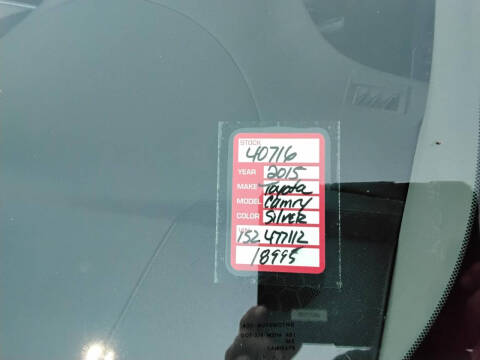 STOCK
40716
YEAR 2015
MAKE Toyota
MODEL Camry
COLOR Silver
152 477112
18995